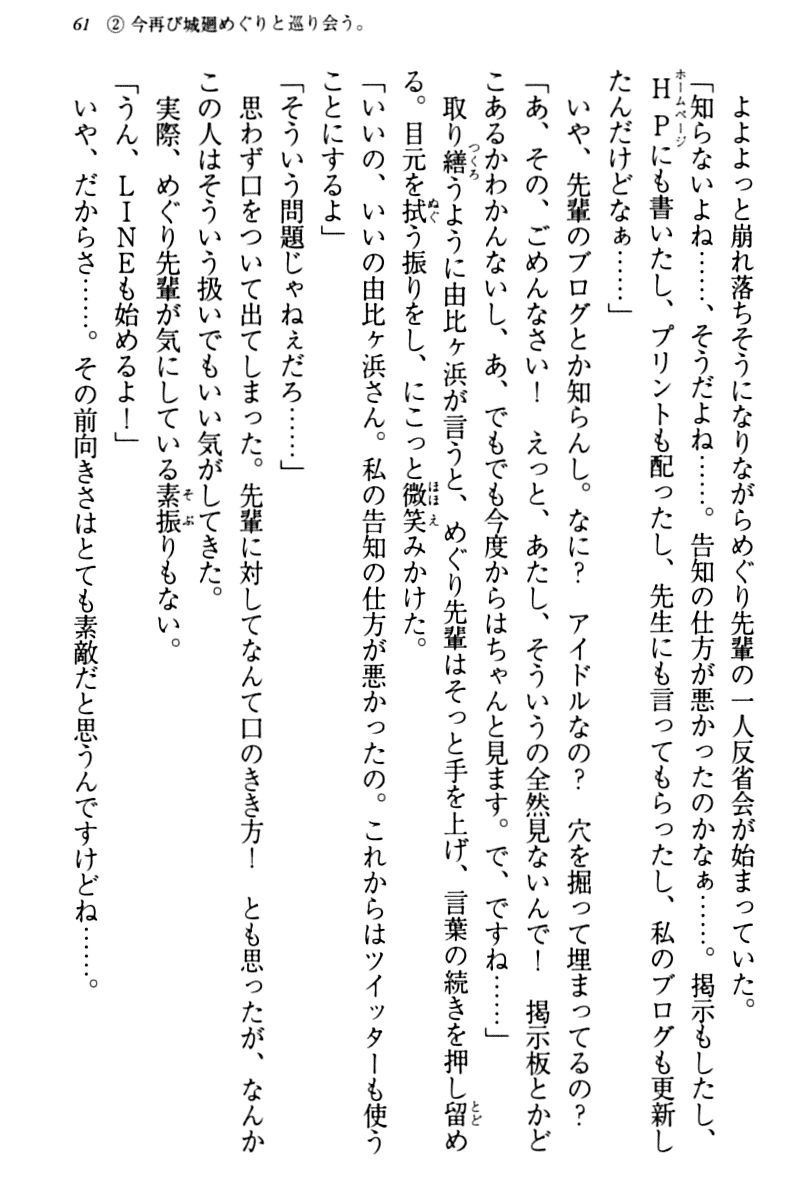 61　② 今再び城廻めぐりと巡り会う。
　よよよっと崩れ落ちそうになりながらめぐり先輩の一人反省会が始まっていた。
「知らないよね……、そうだよね……。告知の仕方が悪かったのかなぁ……。掲示もしたし、
HPにも書いたし、プリントも配ったし、先生にも言ってもらったし、私のブログも更新し
たんだけどなぁ……」
　いや、先輩のブログとか知らんし。なに？　アイドルなの？　穴を掘って埋まってるの？
「あ、その、ごめんなさい！　えっと、あたし、そういうの全然見ないんで！　掲示板とかど
こあるかわかんないし、あ、でもでも今度からはちゃんと見ます。で、ですね……」
　取り繕うように由比ヶ浜が言うと、めぐり先輩はそっと手を上げ、言葉の続きを押し留め
る。目元を拭う振りをし、にこっと微笑みかけた。
「いいの、いいの由比ヶ浜さん。私の告知の仕方が悪かったの。これからはツイッターも使う
ことにするよ」
「そういう問題じゃねぇだろ……」
　思わず口をついて出てしまった。先輩に対してなんて口のきき方！　とも思ったが、なんか
この人はそういう扱いでもいい気がしてきた。
　実際、めぐり先輩が気にしている素振りもない。
「うん、LINEも始めるよ！」
　いや、だからさ……。その前向きさはとても素敵だと思うんですけどね……。